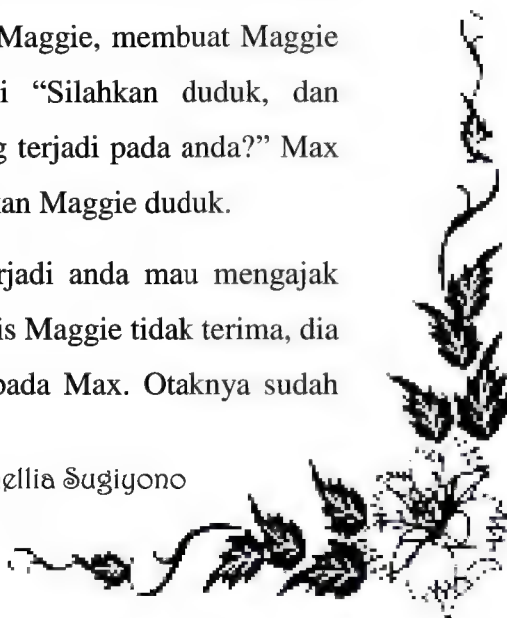 Maggie, membuat Maggie
i “Silahkan duduk, dan
g terjadi pada anda?” Max
kan Maggie duduk.
rjadi anda mau mengajak
is Maggie tidak terima, dia
pada Max. Otaknya sudah
ellia Sugiyono